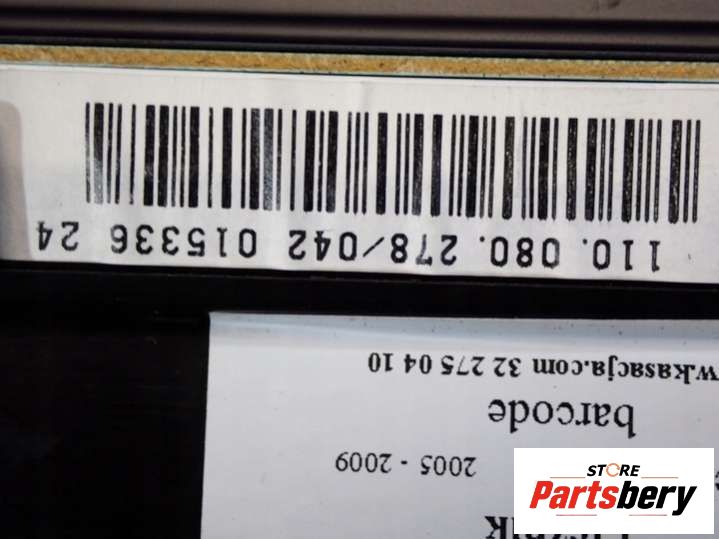 2005 - 2009
barcode
w.kasacja.com 32 275 04 10
110.080.278/042 015336 24
STORE
Partsbery